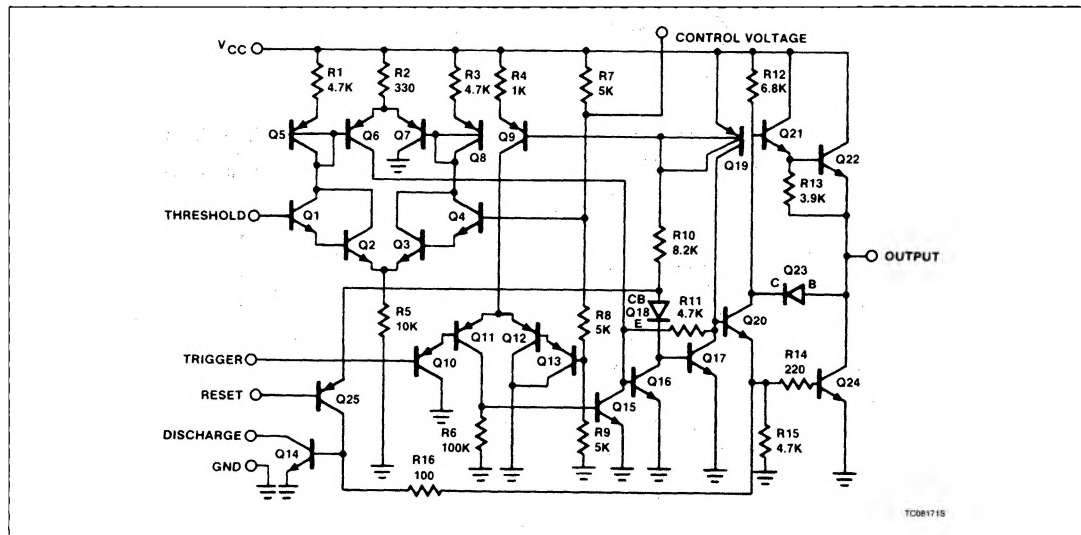 CONTROL VOLTAGE
VCC
R1
4.7K
R2
330
R3
4.7K
R4
1K
R7
5K
R12
6.8K
Q5
Q6
Q7
Q8
Q9
Q19
Q21
Q22
R13
3.9K
THRESHOLD
Q1
Q2
Q3
Q4
R10
8.2K
OUTPUT
Q23
C
B
CB
Q18
E
R11
4.7K
Q20
R5
10K
R8
5K
TRIGGER
Q10
Q11
Q12
Q13
Q17
R14
220
Q24
RESET
Q25
Q15
Q16
DISCHARGE
Q14
GND
R6
100K
R9
5K
R15
4.7K
R16
100
TC08171S